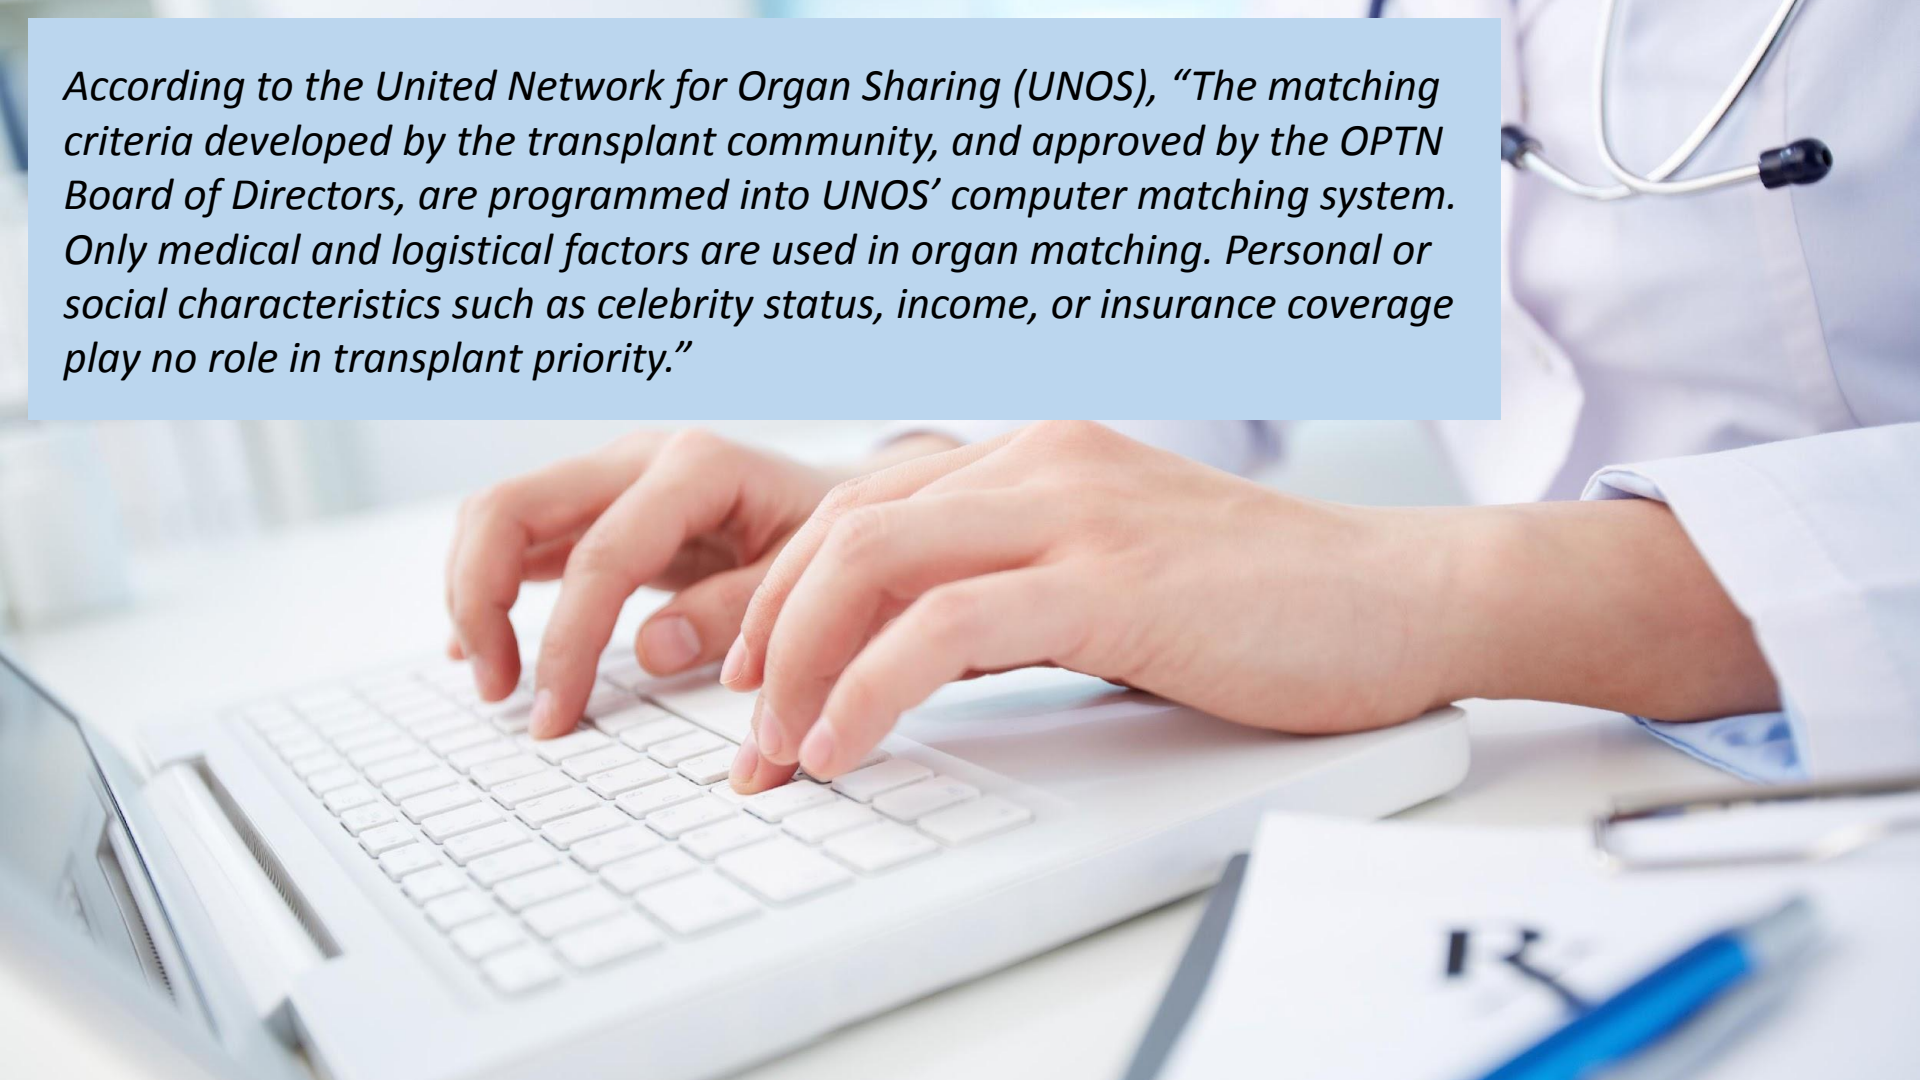 According to the United Network for Organ Sharing (UNOS), “The matching
criteria developed by the transplant community, and approved by the OPTN
Board of Directors, are programmed into UNOS’ computer matching system.
Only medical and logistical factors are used in organ matching. Personal or
social characteristics such as celebrity status, income, or insurance coverage
play no role in transplant priority.”
Rx